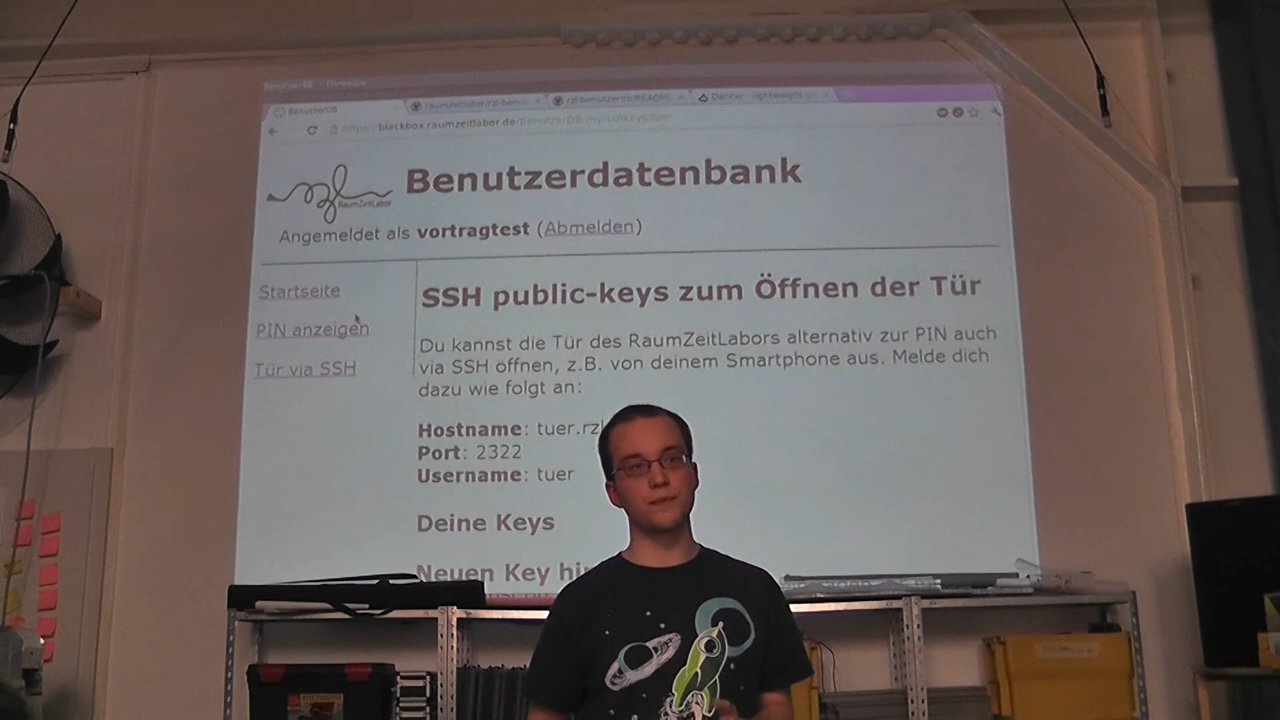 BenutzerDB
Benutzerdatenbank
RaumZeitLabor
Angemeldet als vortragtest (Abmelden)
Startseite
PIN anzeigen
Tür via SSH
SSH public-keys zum Öffnen der Tür
Du kannst die Tür des RaumZeitLabors alternativ zur PIN auch
via SSH öffnen, z.B. von deinem Smartphone aus. Melde dich
dazu wie folgt an:
Hostname: tuer.rzl
Port: 2322
Username: tuer
Deine Keys
Neuen Key